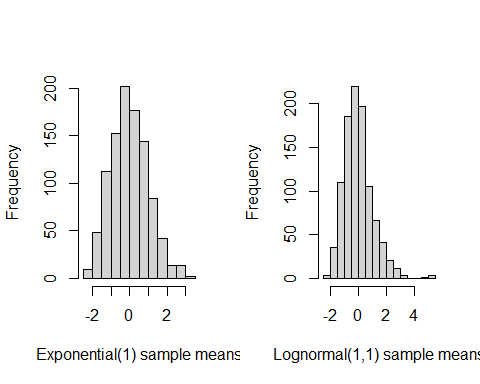 Frequency
200
150
100
50
0
-2 0 2
Exponential(1) sample means
Frequency
200
150
100
50
0
-2 0 2 4
Lognormal(1,1) sample means